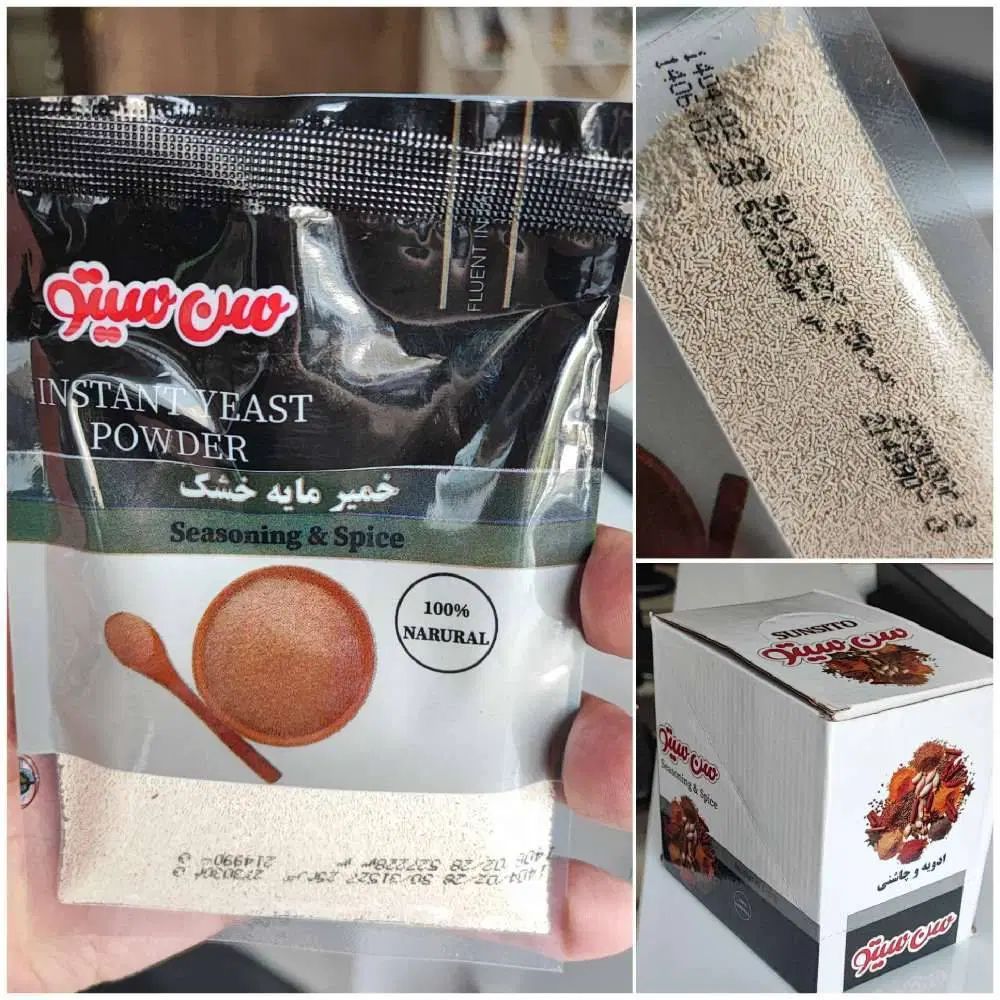 سن سیتو
FLUENT IN
INSTANT YEAST
POWDER
خمیر مایه خشک
Seasoning & Spice
100%
NARURAL
1404/02/28
1406 02 28
214990
SUNSITO
سن سیتو
سن سیتو
Seasoning & Spice
ادویه و چاشنی
سن سیتو